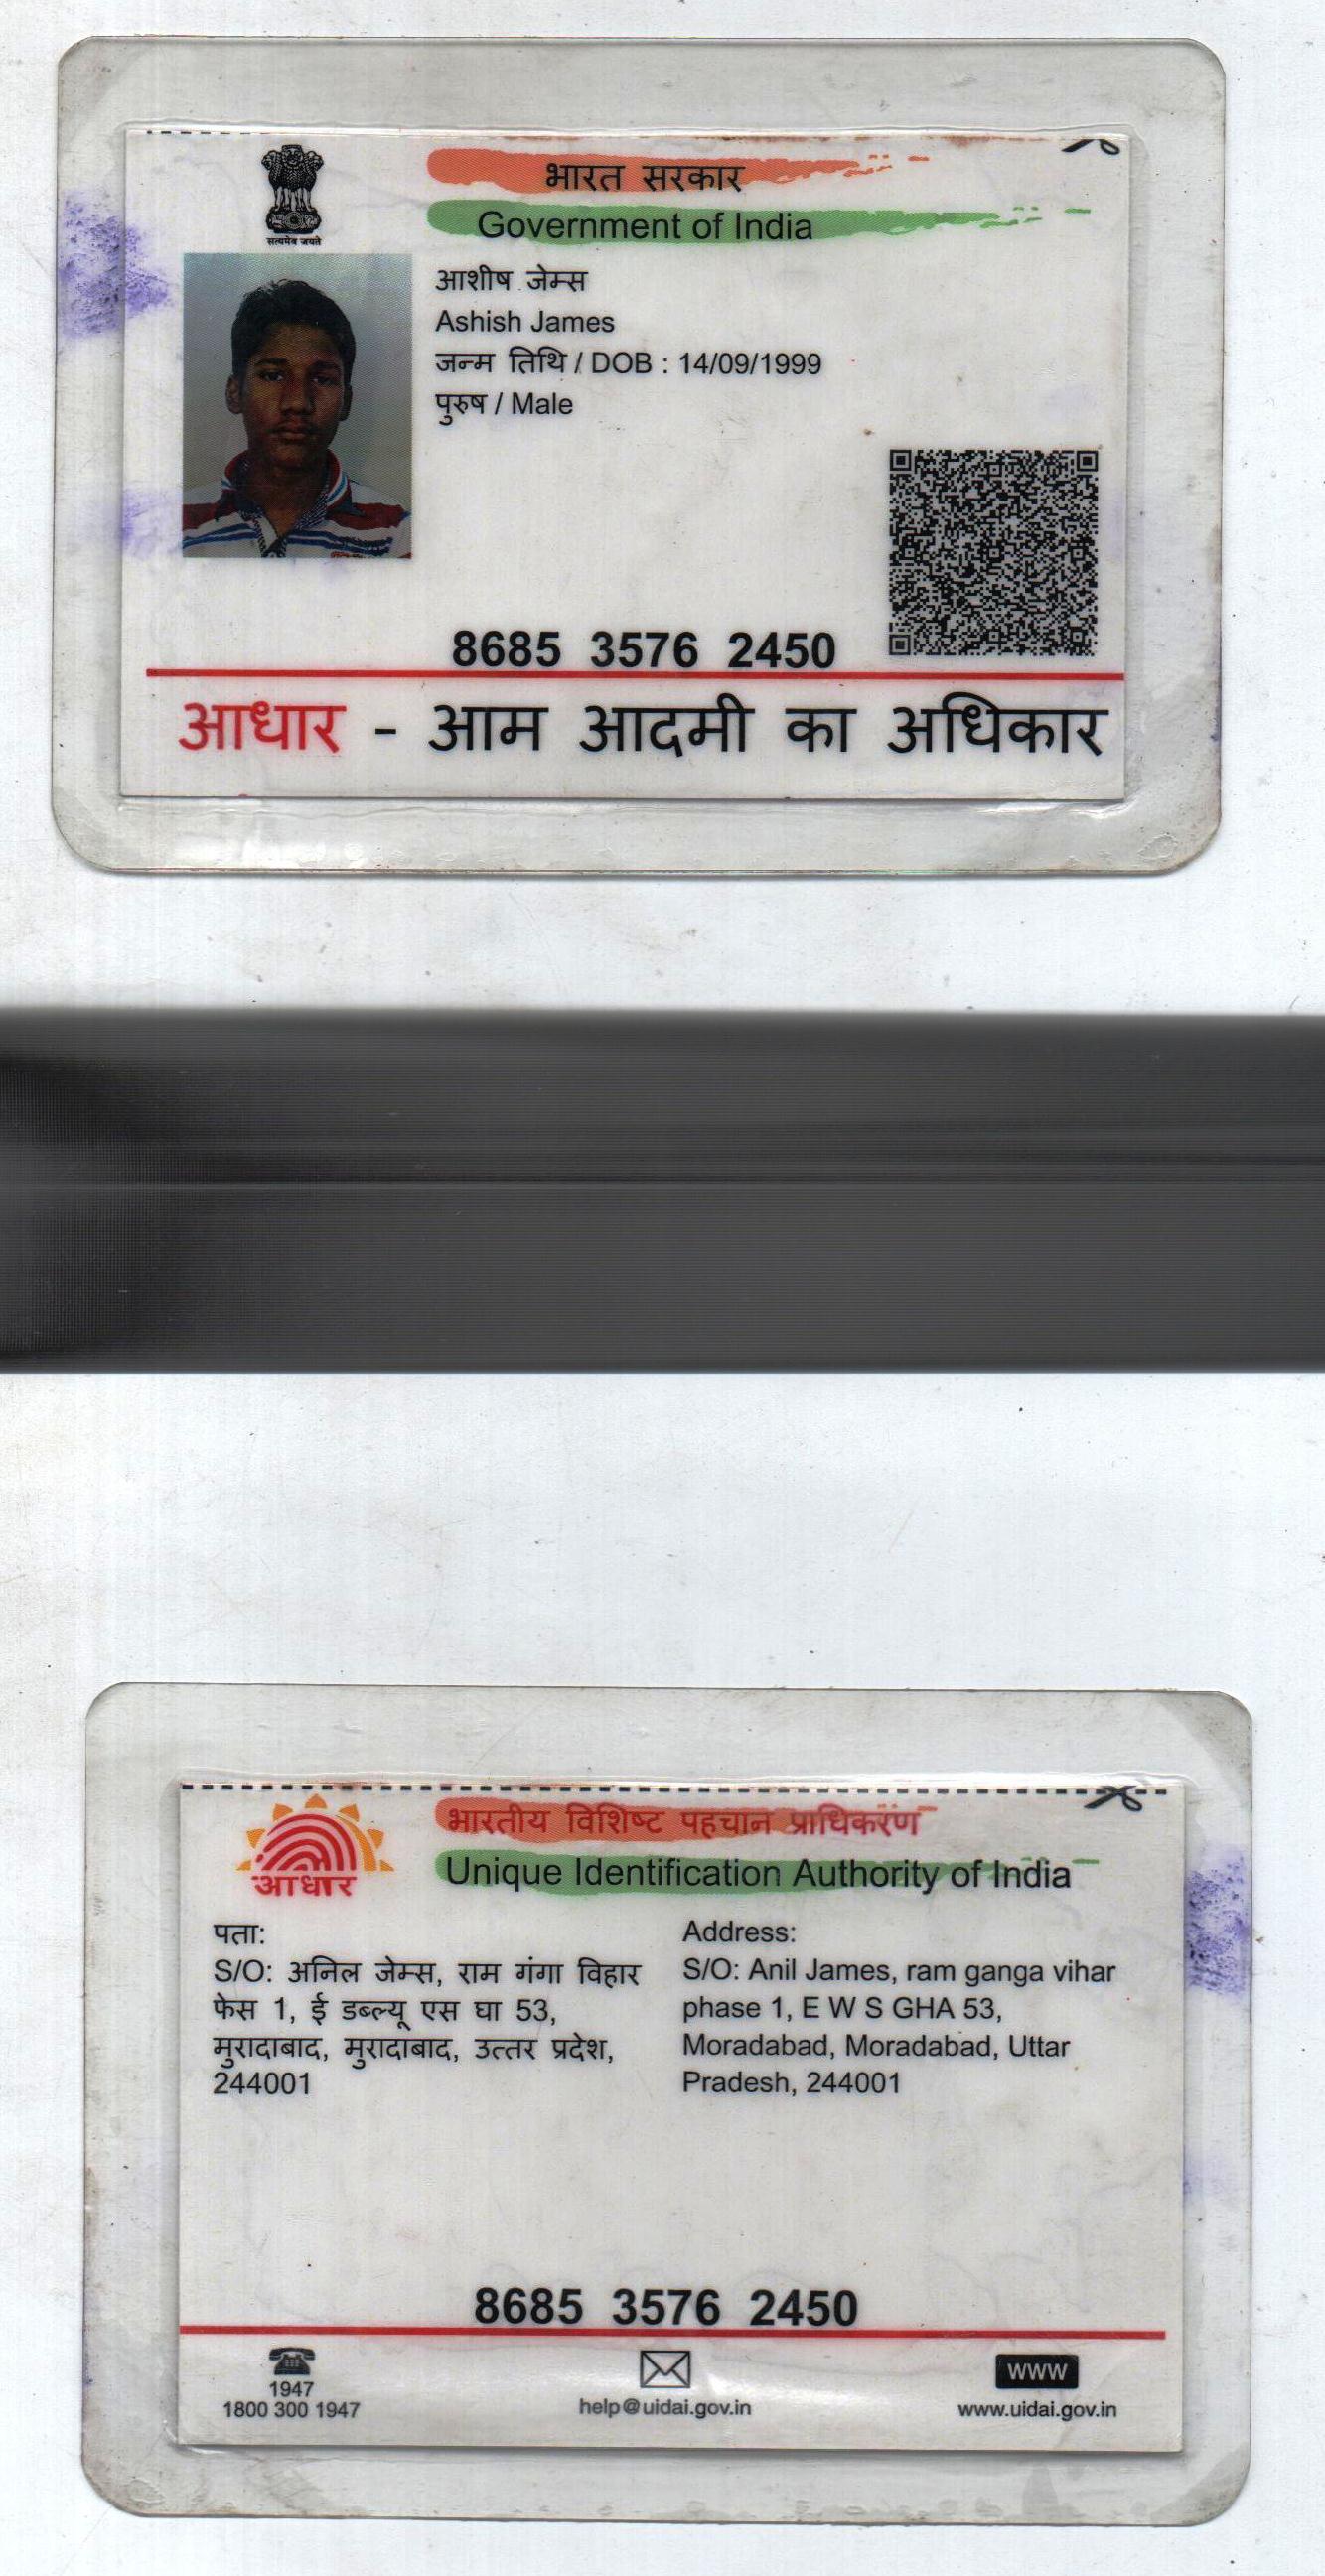 भारत सरकार
Government of India
सत्यमेव जयते
आशीष जेम्स
Ashish James
जन्म तिथि / DOB : 14/09/1999
पुरुष / Male
8685 3576 2450
आधार - आम आदमी का अधिकार
भारतीय विशिष्ट पहचान प्राधिकरण
Unique Identification Authority of India
आधार
पता:
S/O: अनिल जेम्स, राम गंगा विहार
फेस 1, ई डब्ल्यू एस घा 53,
मुरादाबाद, मुरादाबाद, उत्तर प्रदेश,
244001
Address:
S/O: Anil James, ram ganga vihar
phase 1, E W S GHA 53,
Moradabad, Moradabad, Uttar
Pradesh, 244001
8685 3576 2450
1947
1800 300 1947
help@uidai.gov.in
www
www.uidai.gov.in